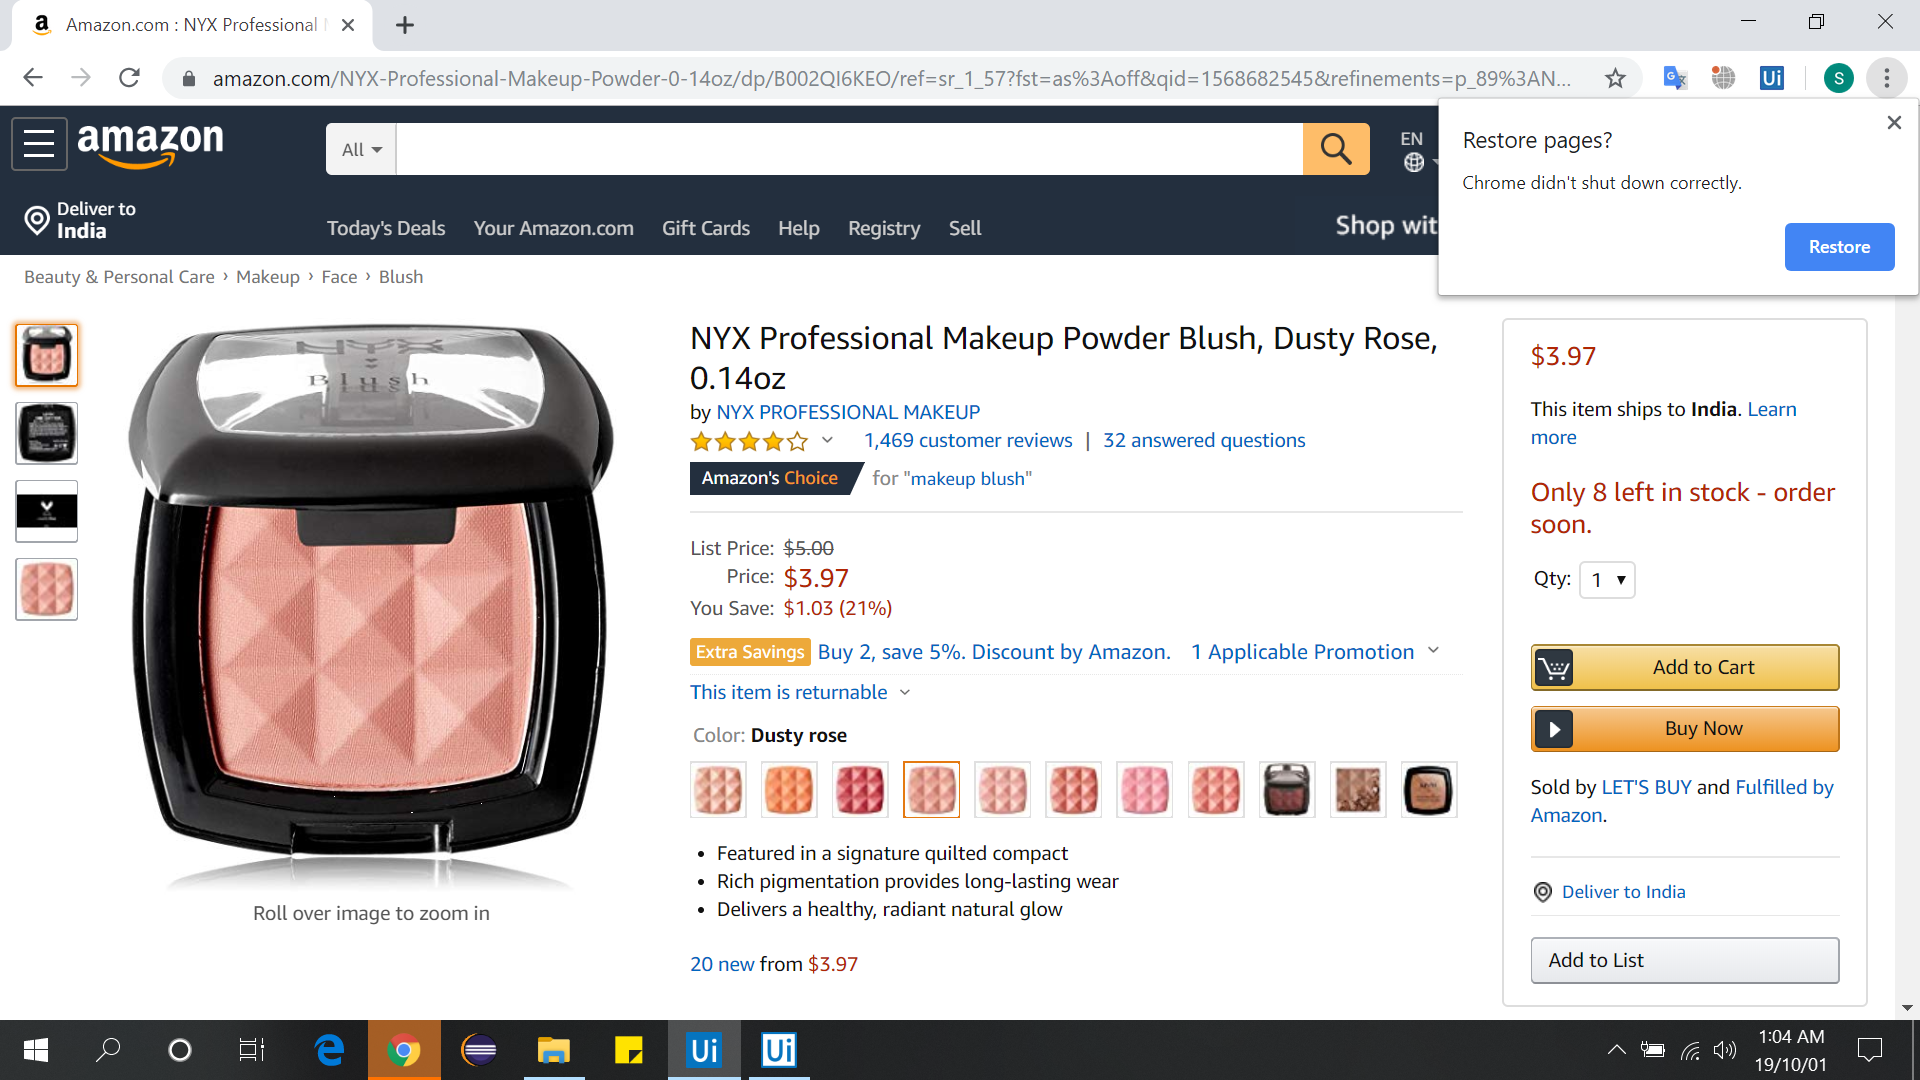 Amazon.com : NYX Professional
amazon.com/NYX-Professional-Makeup-Powder-0-14oz/dp/B002QI6KEO/ref=sr_1_57?fst=as%3Aoff&qid=1568682545&refinements=p_89%3AN...
S
Restore pages?
Chrome didn't shut down correctly.
Restore
amazon
All
EN
Deliver to
India
Today's Deals
Your Amazon.com
Gift Cards
Help
Registry
Sell
Shop wit
Beauty & Personal Care › Makeup › Face › Blush
NYX
Blush
Roll over image to zoom in
NYX Professional Makeup Powder Blush, Dusty Rose,
0.14oz
by NYX PROFESSIONAL MAKEUP
1,469 customer reviews | 32 answered questions
Amazon's Choice for "makeup blush"
List Price: $5.00
Price: $3.97
You Save: $1.03 (21%)
Extra Savings Buy 2, save 5%. Discount by Amazon. 1 Applicable Promotion
This item is returnable
Color: Dusty rose
• Featured in a signature quilted compact
• Rich pigmentation provides long-lasting wear
• Delivers a healthy, radiant natural glow
20 new from $3.97
$3.97
This item ships to India. Learn
more
Only 8 left in stock - order
soon.
Qty: 1
Add to Cart
Buy Now
Sold by LET'S BUY and Fulfilled by
Amazon.
Deliver to India
Add to List
Ui
Ui
Ui
1:04 AM
19/10/01